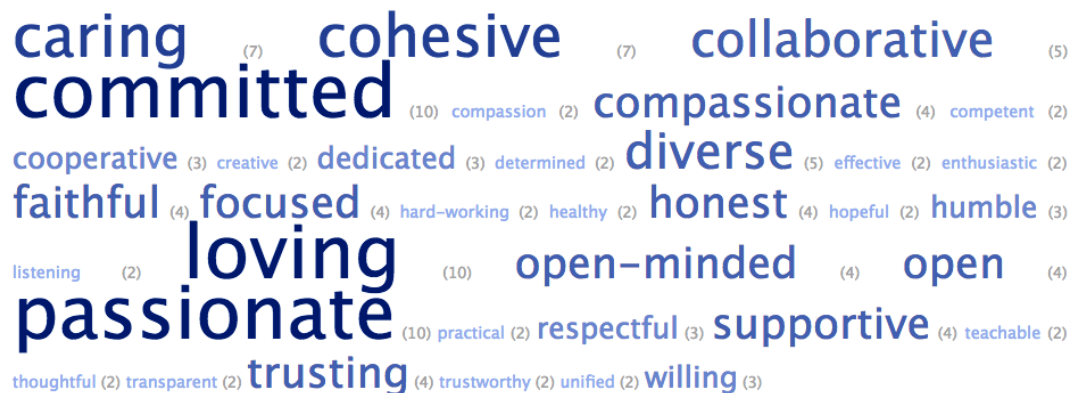 caring (7) cohesive (7) collaborative (5)
committed (10) compassion (2) compassionate (4) competent (2)
cooperative (3) creative (2) dedicated (3) determined (2) diverse (5) effective (2) enthusiastic (2)
faithful (4) focused (4) hard-working (2) healthy (2) honest (4) hopeful (2) humble (3)
listening (2) loving (10) open-minded (4) open (4)
passionate (10) practical (2) respectful (3) supportive (4) teachable (2)
thoughtful (2) transparent (2) trusting (4) trustworthy (2) unified (2) willing (3)